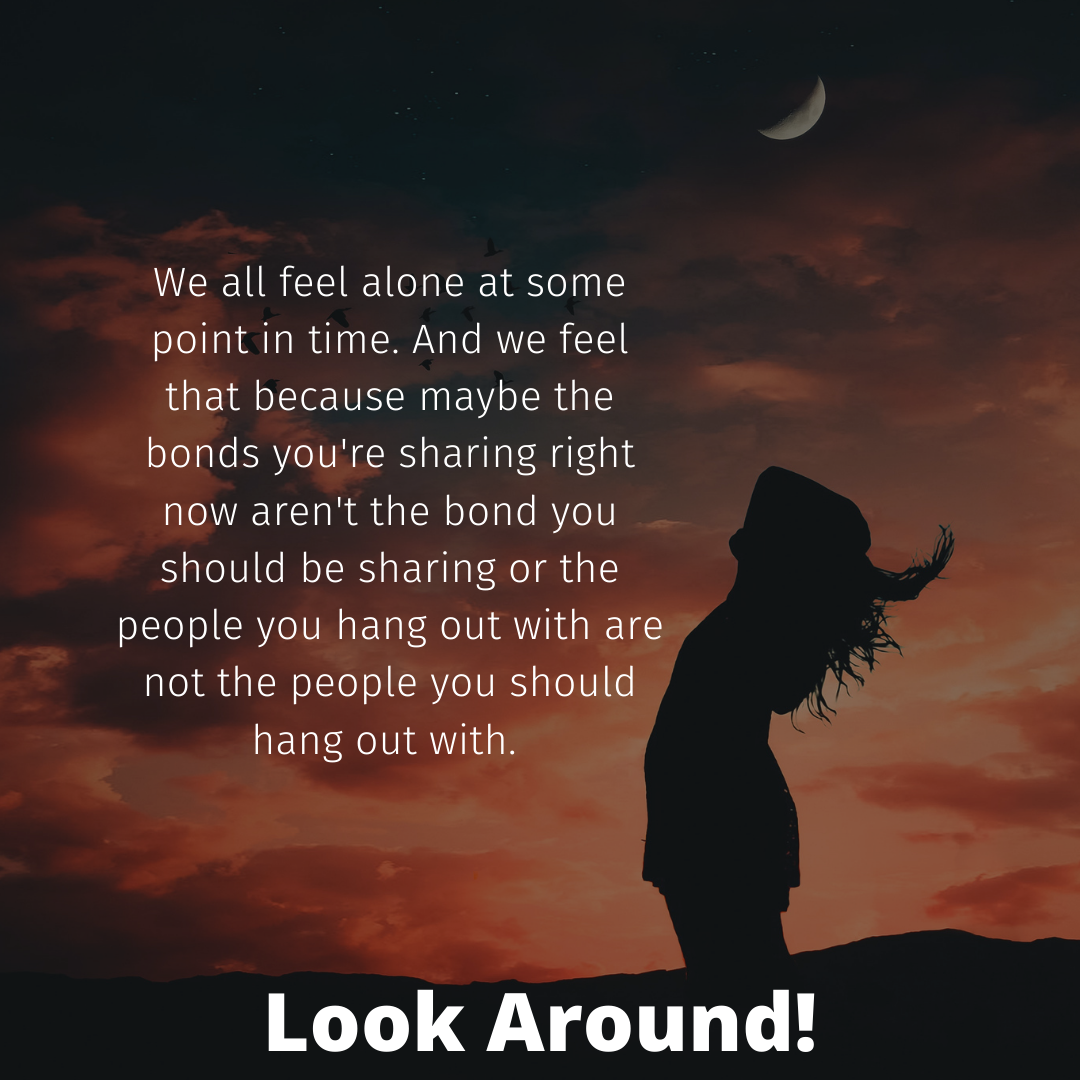 We all feel alone at some
point in time. And we feel
that because maybe the
bonds you're sharing right
now aren't the bond you
should be sharing or the
people you hang out with are
not the people you should
hang out with.
Look Around!